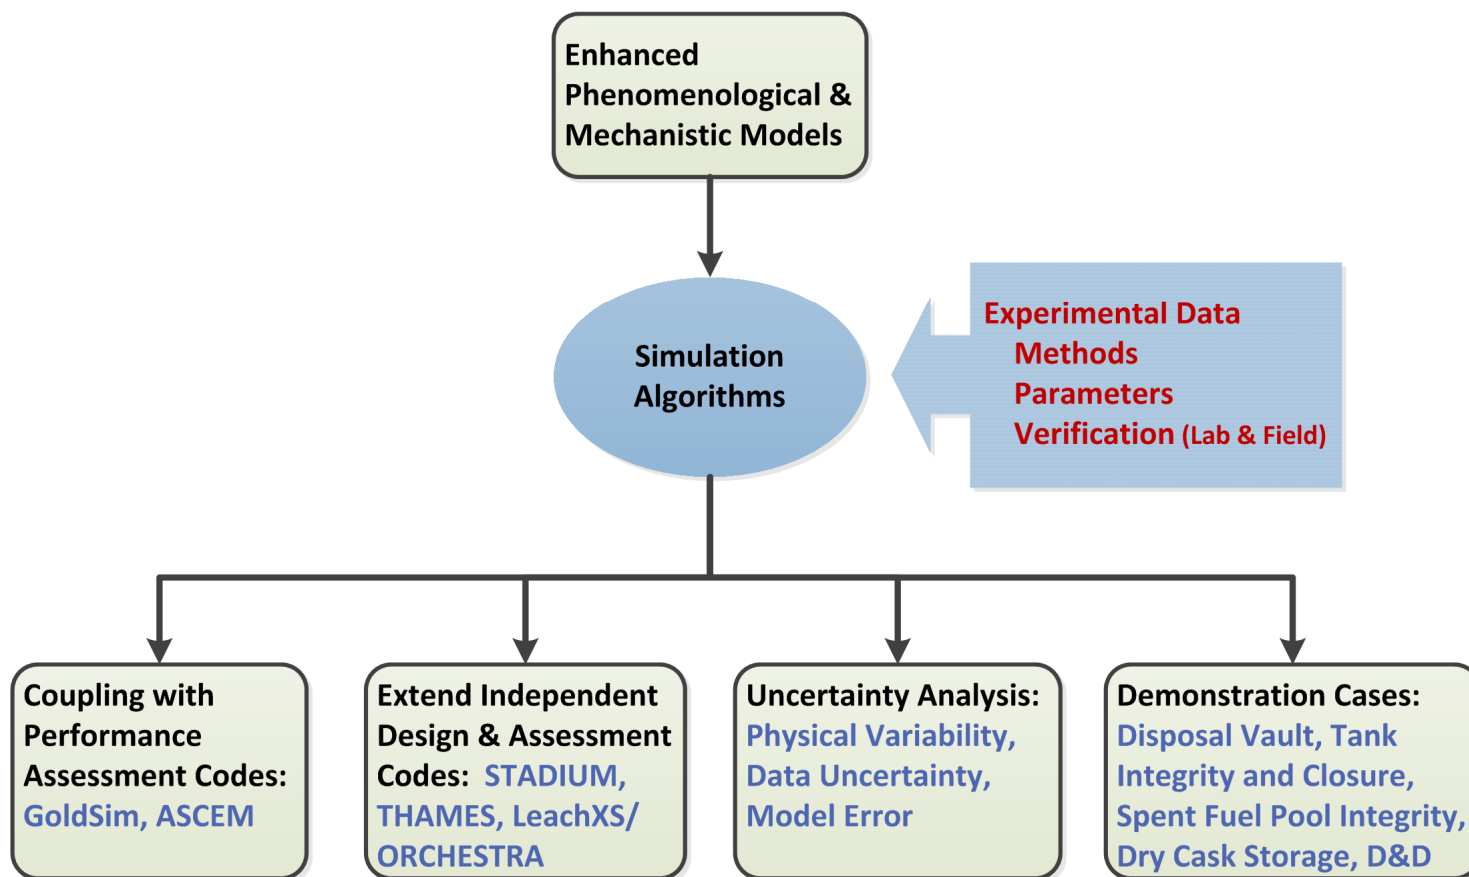 Enhanced
Phenomenological &
Mechanistic Models
Simulation
Algorithms
Experimental Data
Methods
Parameters
Verification (Lab & Field)
Coupling with
Performance
Assessment Codes:
GoldSim, ASCEM
Extend Independent
Design & Assessment
Codes: STADIUM,
THAMES, LeachXS/
ORCHESTRA
Uncertainty Analysis:
Physical Variability,
Data Uncertainty,
Model Error
Demonstration Cases:
Disposal Vault, Tank
Integrity and Closure,
Spent Fuel Pool Integrity,
Dry Cask Storage, D&D